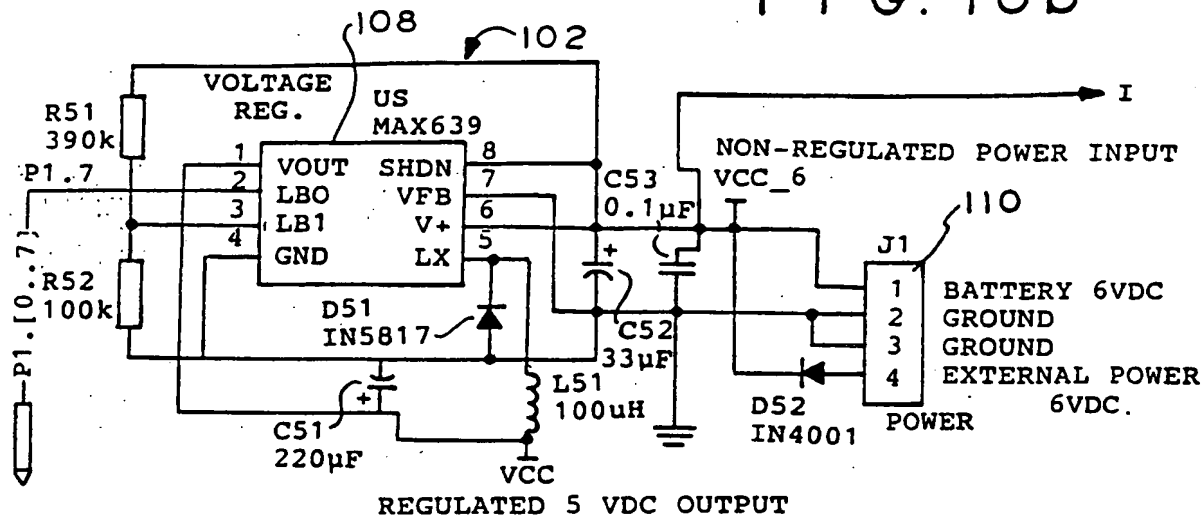 FIG. 10b
108
102
VOLTAGE
REG.
US
MAX639
R51
390k
I
NON-REGULATED POWER INPUT
VCC_6
1
VOUT
SHDN
8
P1.7
2
LBO
VFB
7
3
LB1
V+
6
4
GND
LX
5
C53
0.1µF
110
J1
R52
100k
P1.[0..7]
D51
IN5817
C52
33µF
+
1
BATTERY 6VDC
2
GROUND
3
GROUND
4
EXTERNAL POWER
6VDC.
POWER
D52
IN4001
C51
220µF
+
L51
100uH
VCC
REGULATED 5 VDC OUTPUT